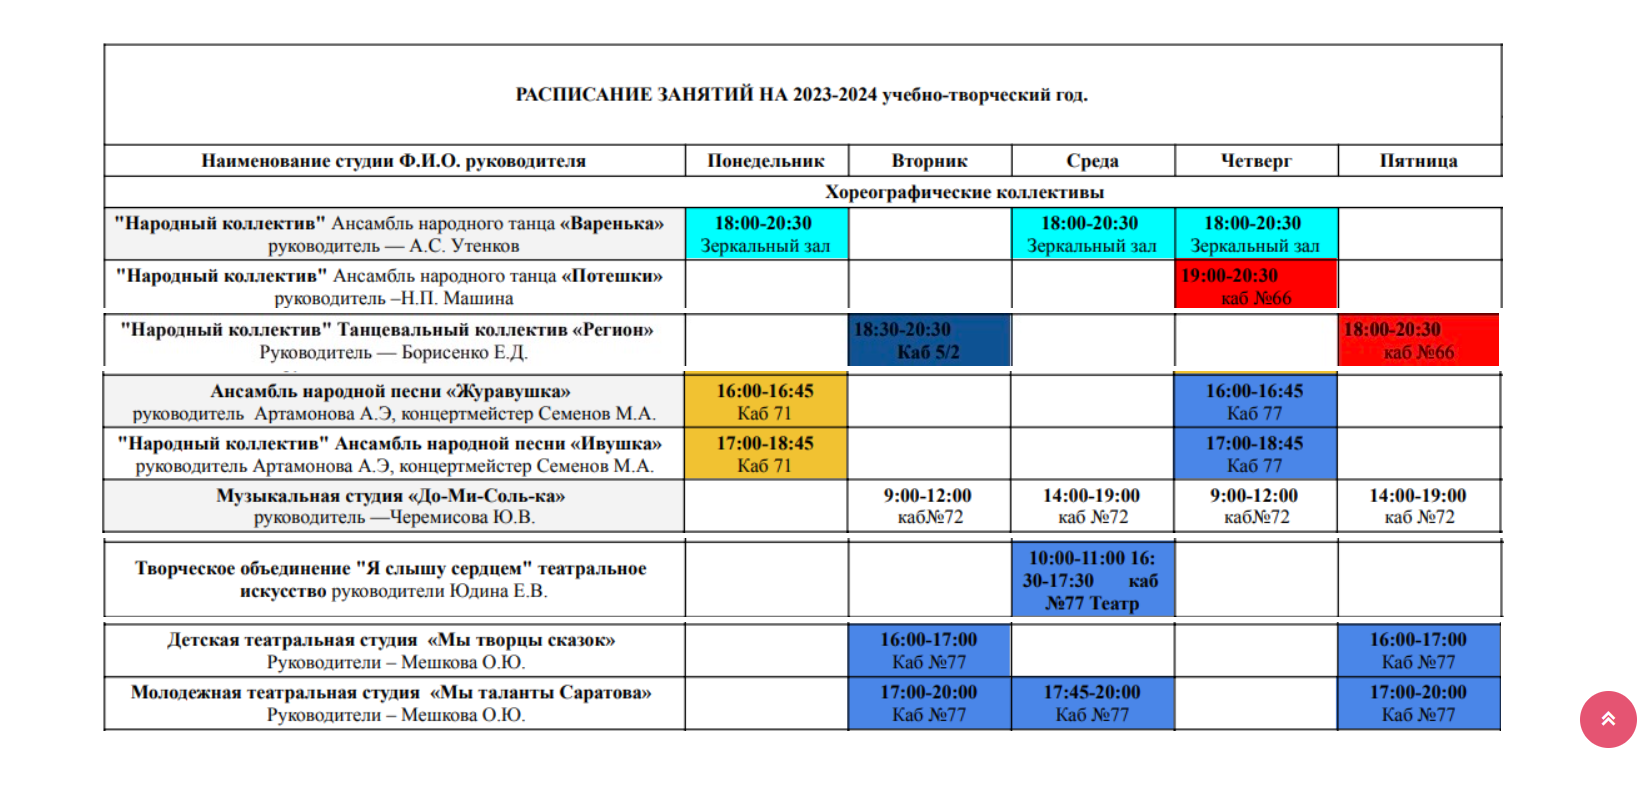 РАСПИСАНИЕ ЗАНЯТИЙ НА 2023-2024 учебно-творческий год.
Наименование студии Ф.И.О. руководителя Понедельник Вторник Среда Четверг Пятница
Хореографические коллективы
"Народный коллектив" Ансамбль народного танца «Варенька» 18:00-20:30 18:00-20:30 18:00-20:30
руководитель — А.С. Утенков Зеркальный зал Зеркальный зал Зеркальный зал
"Народный коллектив" Ансамбль народного танца «Потешки» 19:00-20:30
руководитель –Н.П. Машина каб №66
"Народный коллектив" Танцевальный коллектив «Регион» 18:30-20:30 18:00-20:30
Руководитель — Борисенко Е.Д. Каб 5/2 каб №66
Ансамбль народной песни «Журавушка» 16:00-16:45 16:00-16:45
руководитель Артамонова А.Э, концертмейстер Семенов М.А. Каб 71 Каб 77
"Народный коллектив" Ансамбль народной песни «Ивушка» 17:00-18:45 17:00-18:45
руководитель Артамонова А.Э, концертмейстер Семенов М.А. Каб 71 Каб 77
Музыкальная студия «До-Ми-Соль-ка» 9:00-12:00 14:00-19:00 9:00-12:00 14:00-19:00
руководитель —Черемисова Ю.В. каб№72 каб №72 каб№72 каб №72
Творческое объединение "Я слышу сердцем" театральное
искусство руководители Юдина Е.В.
10:00-11:00 16:
30-17:30 каб
№77 Театр
Детская театральная студия «Мы творцы сказок» 16:00-17:00 16:00-17:00
Руководители – Мешкова О.Ю. Каб №77 Каб №77
Молодежная театральная студия «Мы таланты Саратова» 17:00-20:00 17:45-20:00 17:00-20:00
Руководители – Мешкова О.Ю. Каб №77 Каб №77 Каб №77